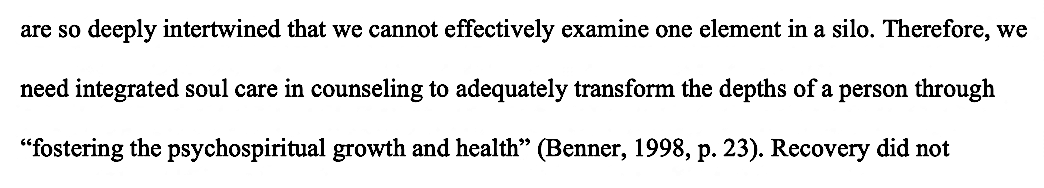 are so deeply intertwined that we cannot effectively examine one element in a silo. Therefore, we
need integrated soul care in counseling to adequately transform the depths of a person through
“fostering the psychospiritual growth and health” (Benner, 1998, p. 23). Recovery did not